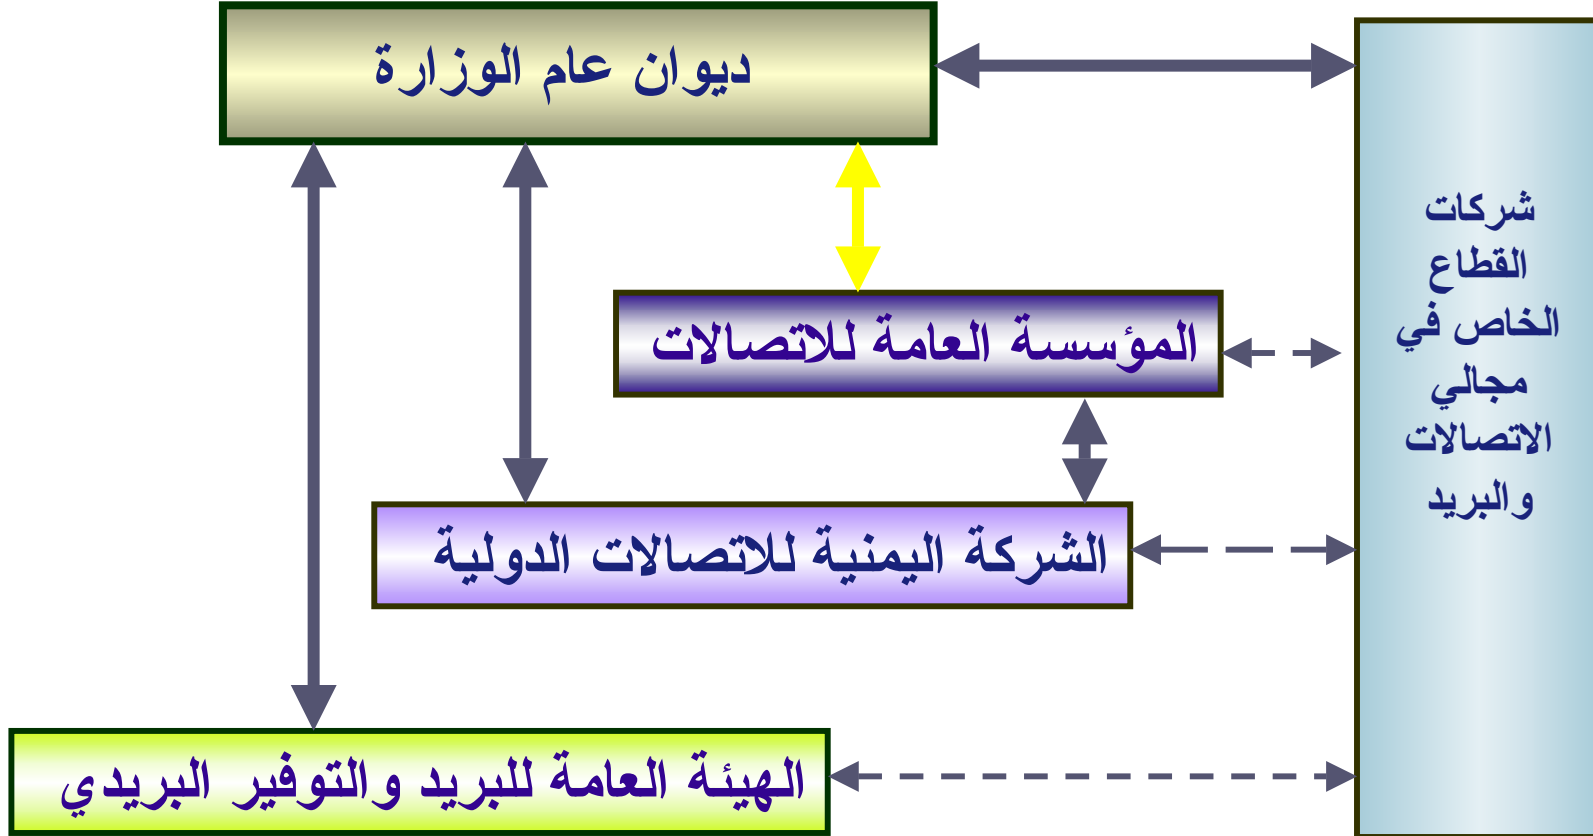 ديوان عام الوزارة
شركات
القطاع
الخاص في
مجالي
الاتصالات
والبريد
المؤسسة العامة للاتصالات
الشركة اليمنية للاتصالات الدولية
الهيئة العامة للبريد والتوفير البريدي